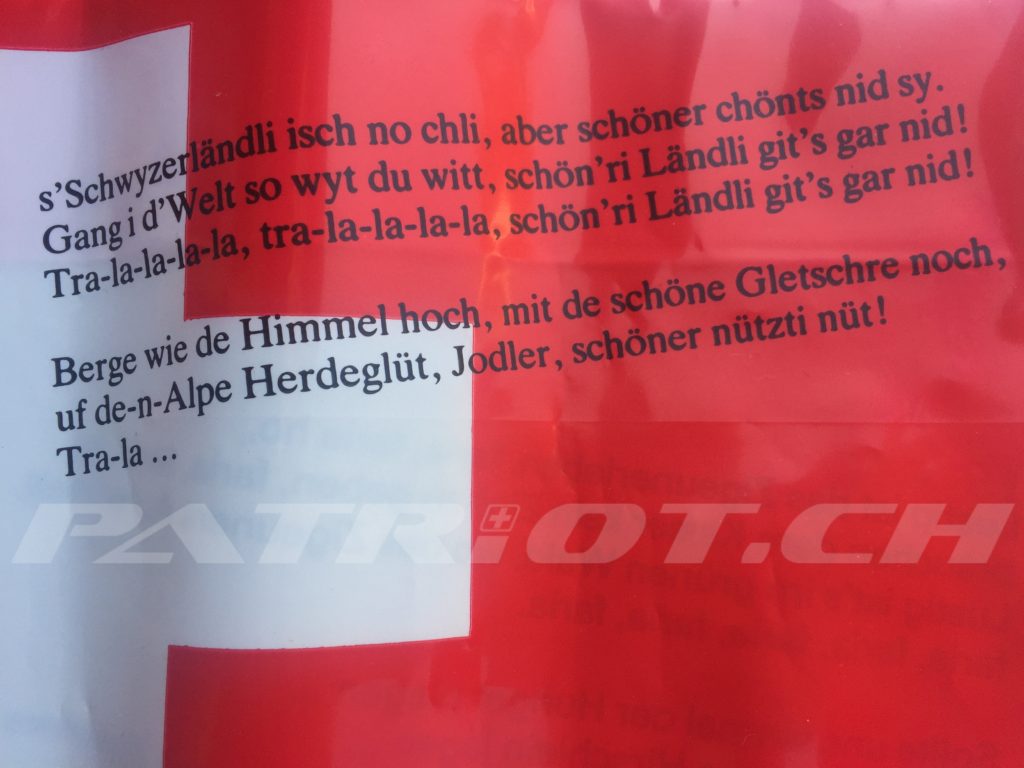 s'Schwyzerländli isch no chli, aber schöner chönts nid sy.
Gang i d'Welt so wyt du witt, schön'ri Ländli git's gar nid!
Tra-la-la-la-la, tra-la-la-la-la, schön'ri Ländli git's gar nid!
Berge wie de Himmel hoch, mit de schöne Gletschre noch,
uf de-n-Alpe Herdeglüt, Jodler, schöner nützti nüt!
Tra-la ...
PATRIOT.CH